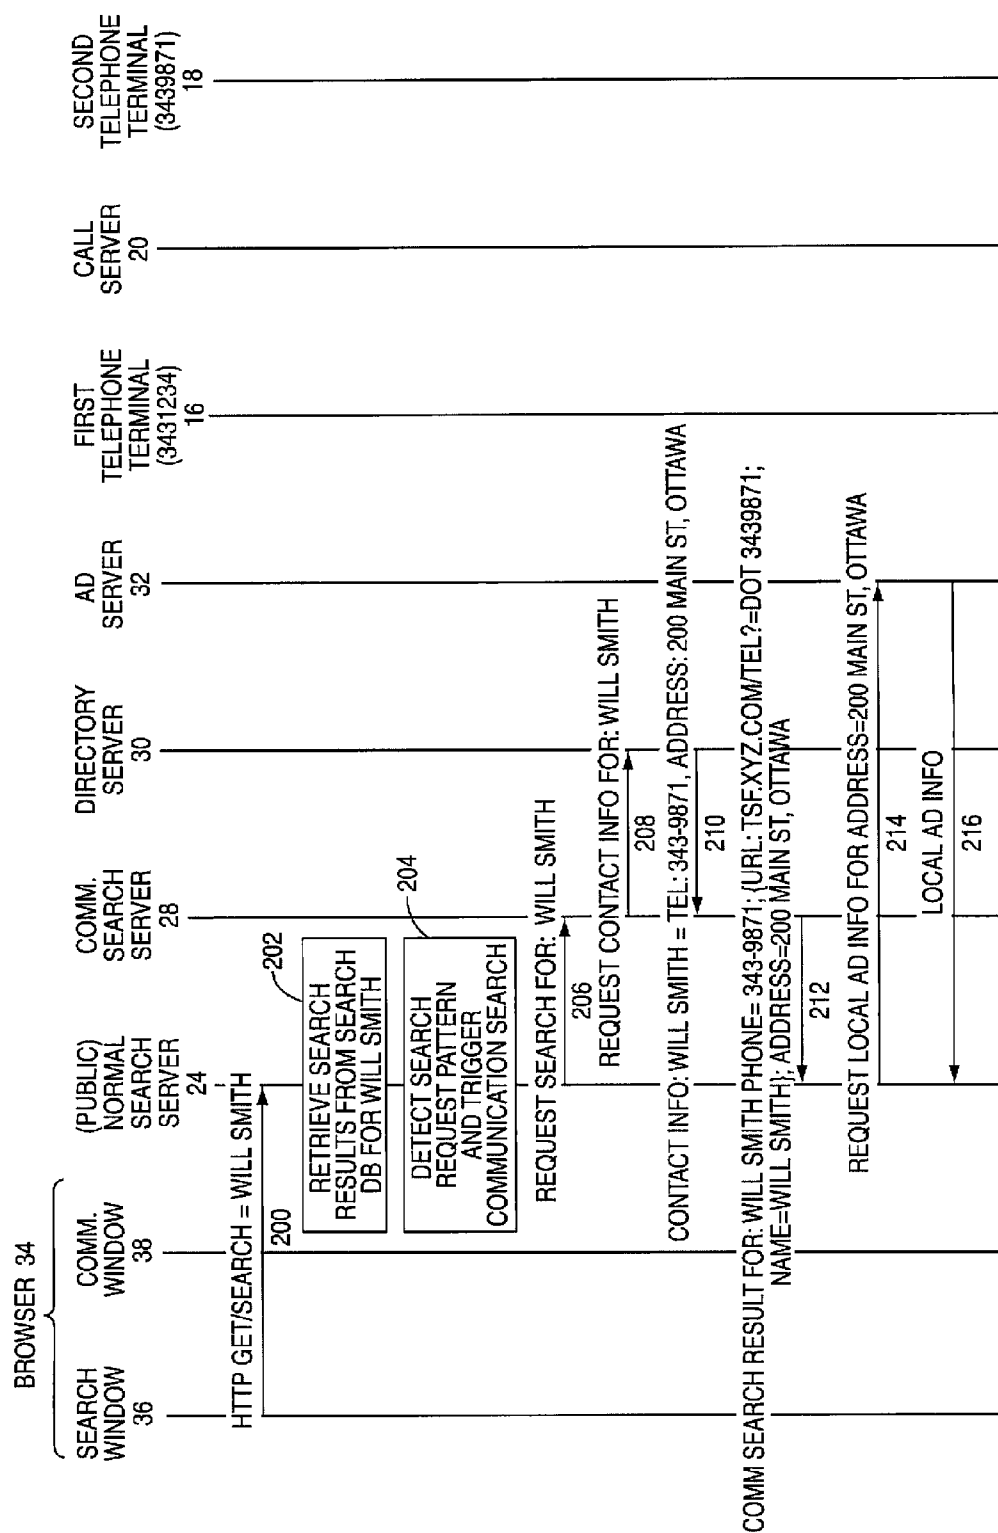 BROWSER 34
SEARCH
WINDOW
36
COMM.
WINDOW
38
(PUBLIC)
NORMAL
SEARCH
SERVER
24
COMM.
SEARCH
SERVER
28
DIRECTORY
SERVER
30
AD
SERVER
32
FIRST
TELEPHONE
TERMINAL
(3431234)
16
CALL
SERVER
20
SECOND
TELEPHONE
TERMINAL
(3439871)
18
HTTP GET/SEARCH = WILL SMITH
200
RETRIEVE SEARCH
RESULTS FROM SEARCH
DB FOR WILL SMITH
202
DETECT SEARCH
REQUEST PATTERN
AND TRIGGER
COMMUNICATION SEARCH
204
REQUEST SEARCH FOR: WILL SMITH
206
REQUEST CONTACT INFO FOR: WILL SMITH
208
CONTACT INFO: WILL SMITH = TEL: 343-9871, ADDRESS: 200 MAIN ST, OTTAWA
210
COMM SEARCH RESULT FOR: WILL SMITH PHONE= 343-9871; {URL: TSF.XYZ.COM/TEL?=DOT 3439871;
NAME=WILL SMITH}; ADDRESS=200 MAIN ST, OTTAWA
212
REQUEST LOCAL AD INFO FOR ADDRESS=200 MAIN ST, OTTAWA
214
LOCAL AD INFO
216